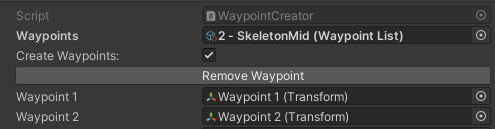 Script WaypointCreator
Waypoints 2 - SkeletonMid (Waypoint List)
Create Waypoints:
Remove Waypoint
Waypoint 1 Waypoint 1 (Transform)
Waypoint 2 Waypoint 2 (Transform)